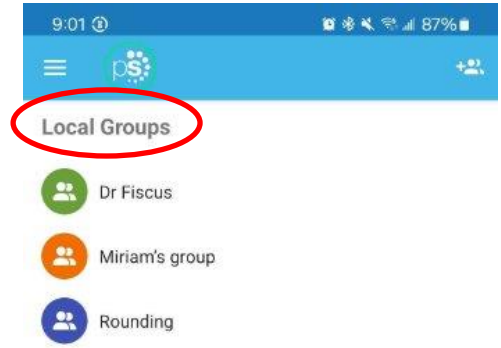 9:01 87%
ps
Local Groups
Dr Fiscus
Miriam's group
Rounding